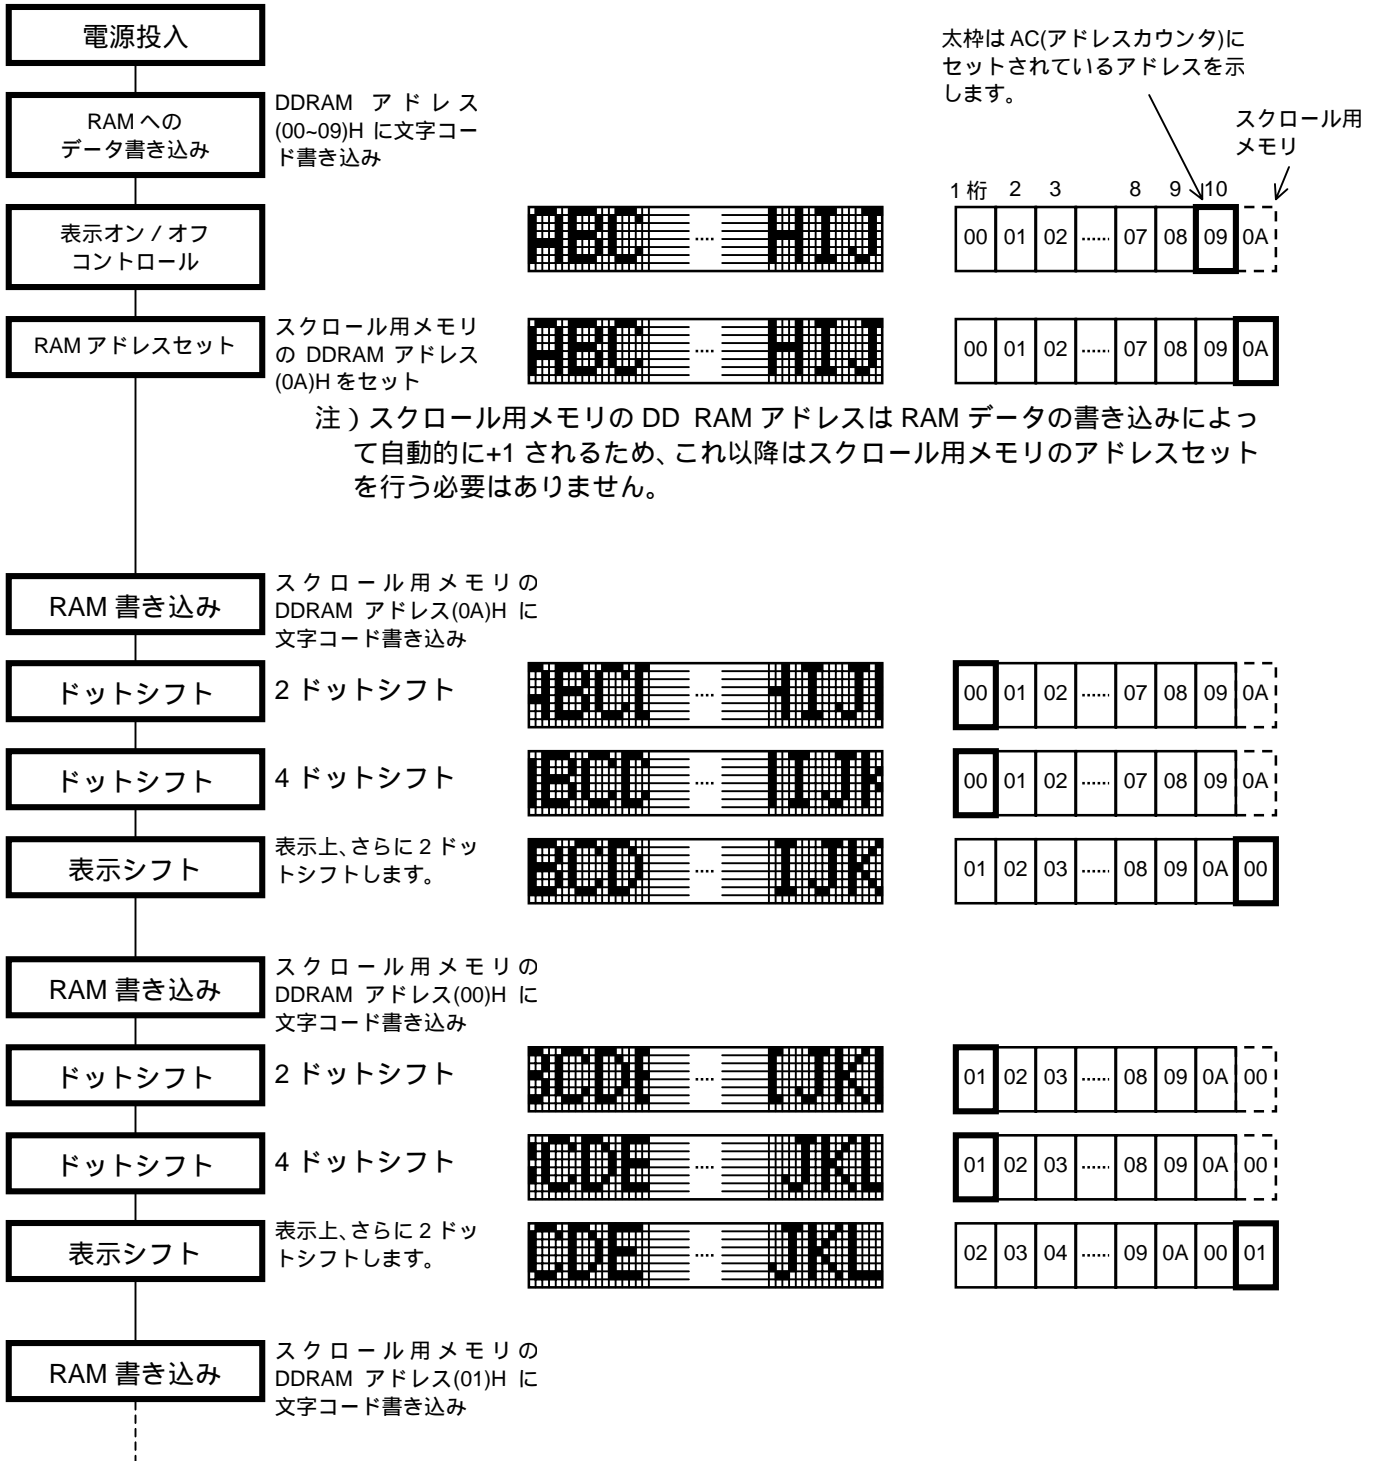 電源投入
太枠は AC(アドレスカウンタ)に
セットされているアドレスを示
します。
スクロール用
メモリ
RAM への
データ書き込み
DDRAM アドレス
(00~09)H に文字コー
ド書き込み
1 桁 2 3 8 9 10
表示オン / オフ
コントロール
ABC .... HIJ
00 01 02 ...... 07 08 09 0A
RAM アドレスセット
スクロール用メモリ
の DDRAM アドレス
(0A)H をセット
ABC .... HIJ
00 01 02 ...... 07 08 09 0A
注 ) スクロール用メモリの DD RAM アドレスは RAM データの書き込みによっ
て自動的に+1 されるため、これ以降はスクロール用メモリのアドレスセット
を行う必要はありません。
RAM 書き込み
スクロール用メモリの
DDRAM アドレス(0A)H に
文字コード書き込み
ドットシフト
2 ドットシフト
ABC .... HIJ
00 01 02 ...... 07 08 09 0A
ドットシフト
4 ドットシフト
BCD .... IJK
00 01 02 ...... 07 08 09 0A
表示シフト
表示上、さらに 2 ドッ
トシフトします。
BCD .... IJK
01 02 03 ...... 08 09 0A 00
RAM 書き込み
スクロール用メモリの
DDRAM アドレス(00)H に
文字コード書き込み
ドットシフト
2 ドットシフト
BCD .... IJK
01 02 03 ...... 08 09 0A 00
ドットシフト
4 ドットシフト
CDE .... JKL
01 02 03 ...... 08 09 0A 00
表示シフト
表示上、さらに 2 ドッ
トシフトします。
CDE .... JKL
02 03 04 ...... 09 0A 00 01
RAM 書き込み
スクロール用メモリの
DDRAM アドレス(01)H に
文字コード書き込み